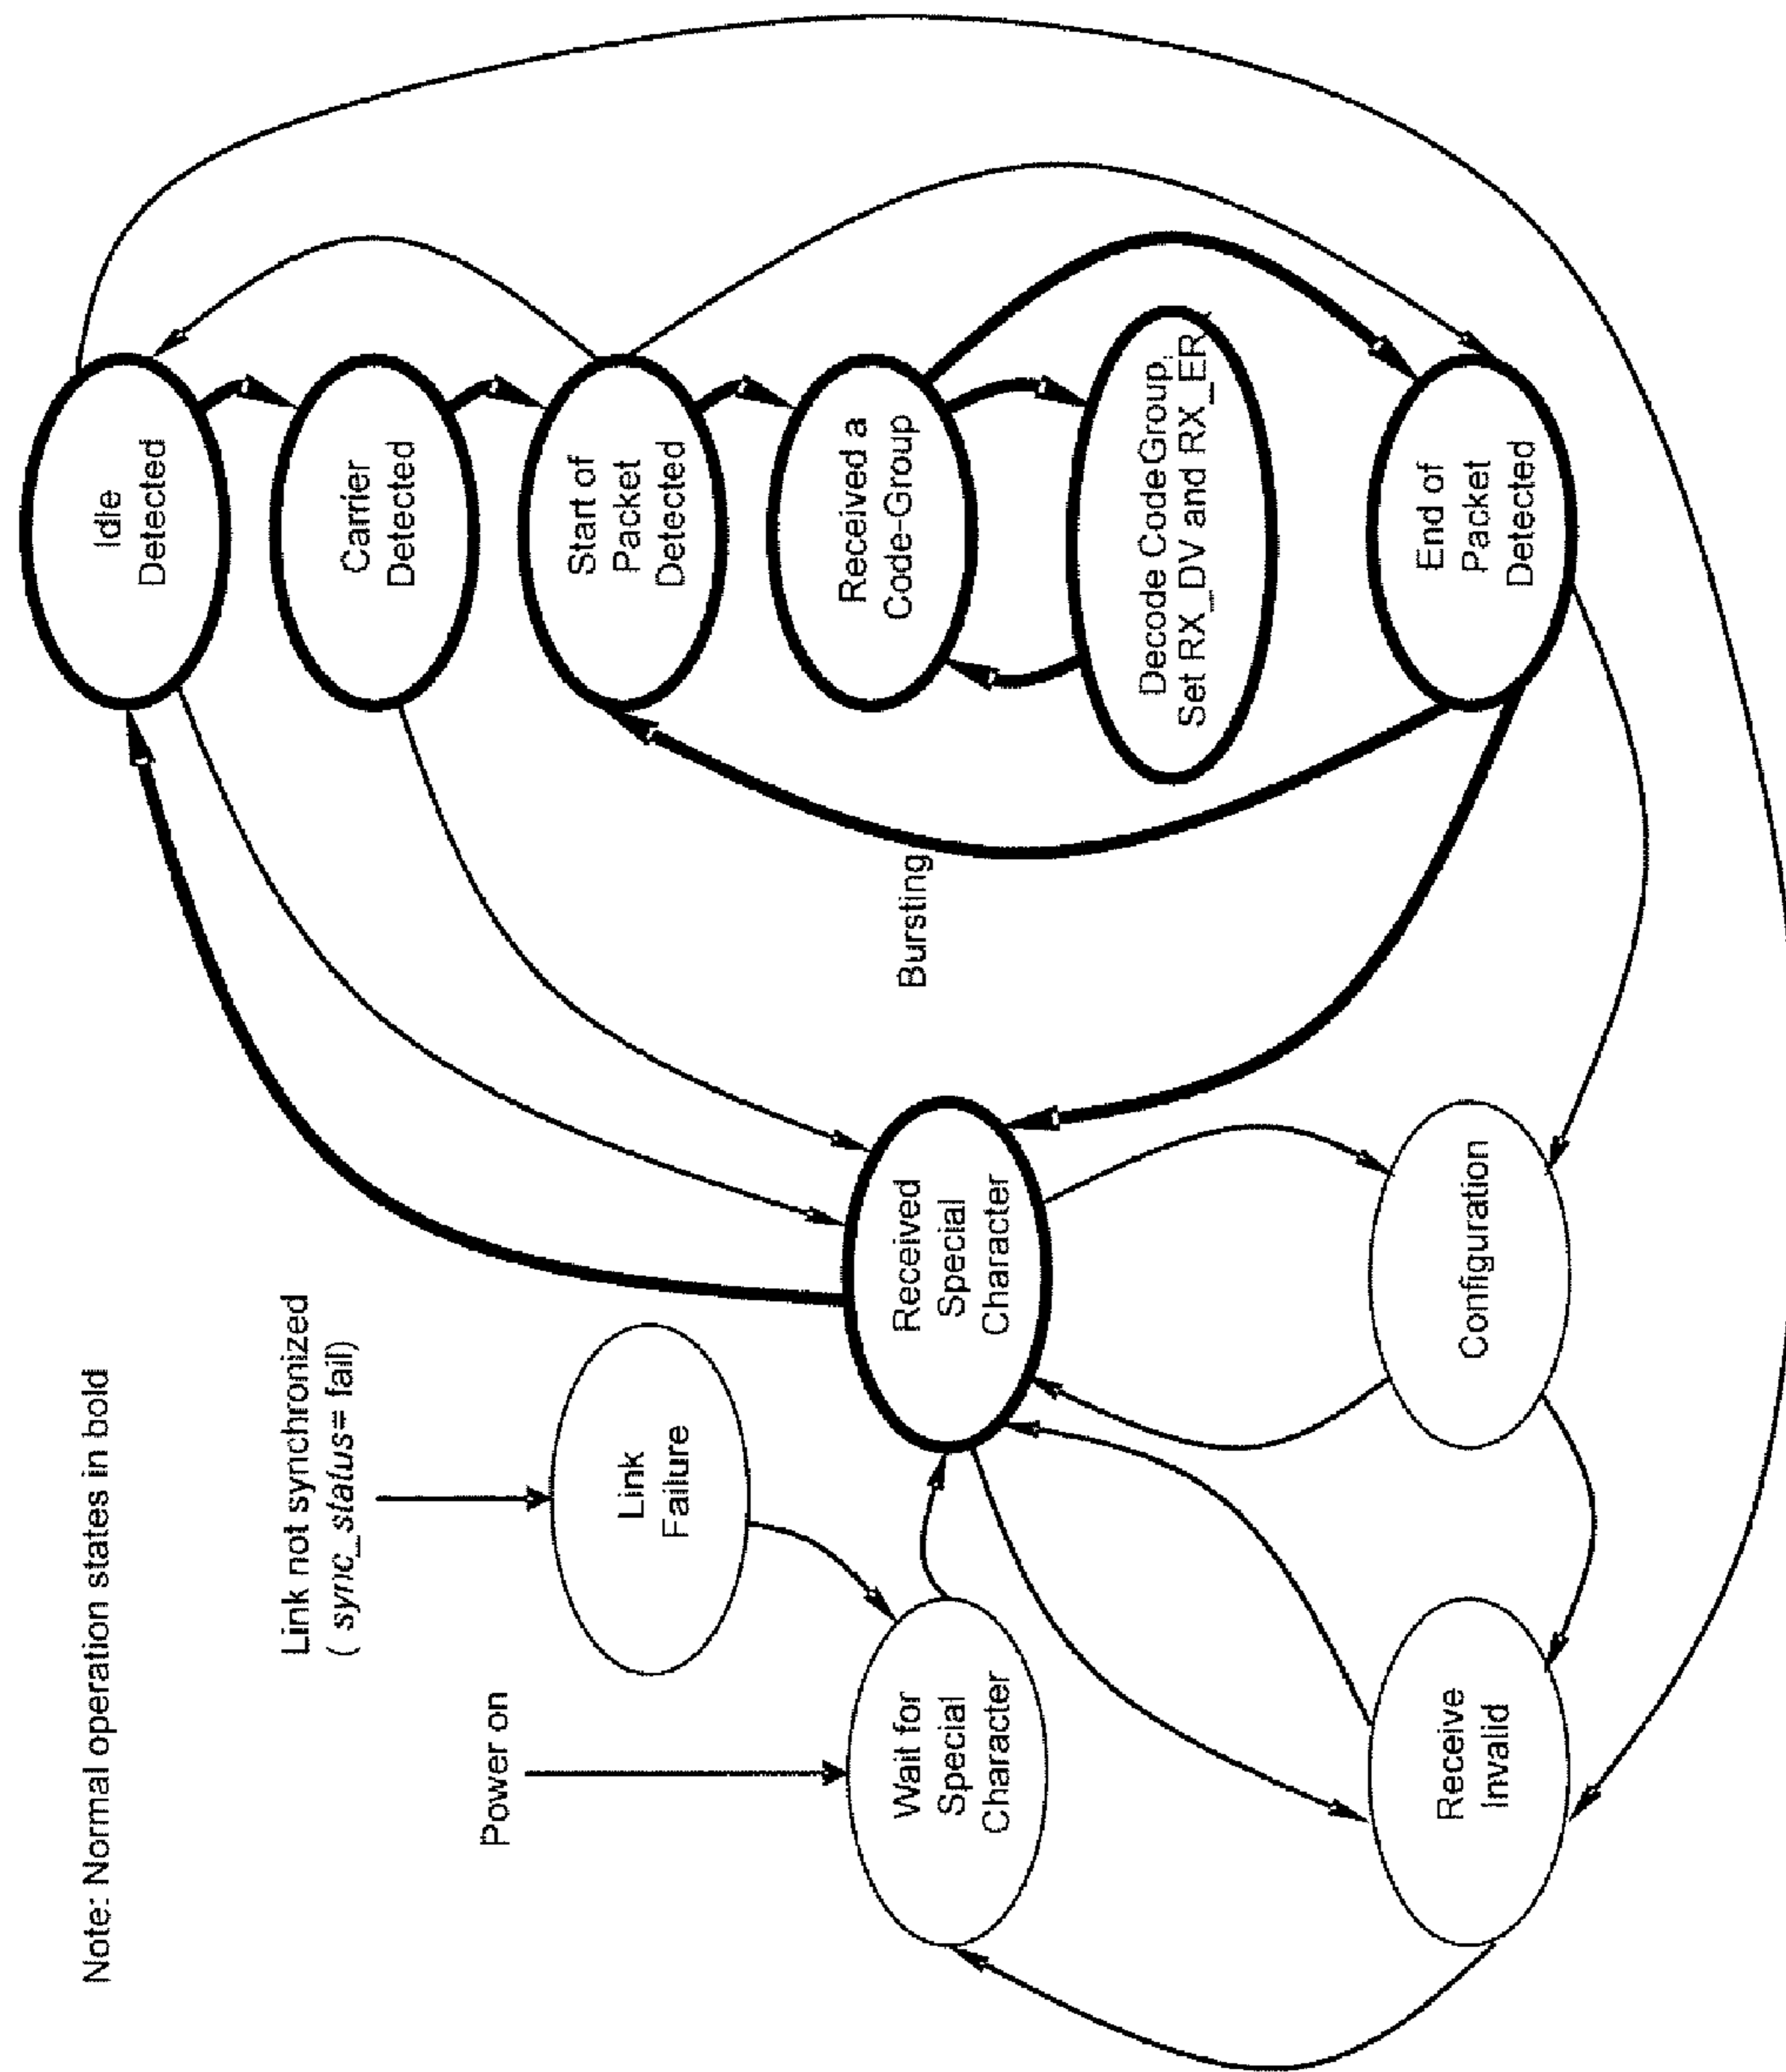 Note: Normal operation states in bold
Link not synchronized
( sync_status= fail)
Power on
Link
Failure
Wait for
Special
Character
Received
Special
Character
Receive
Invalid
Configuration
Bursting
Idle
Detected
Carrier
Detected
Start of
Packet
Detected
Received a
Code-Group
Decode CodeGroup.
Set RX_DV and RX_ER
End of
Packet
Detected